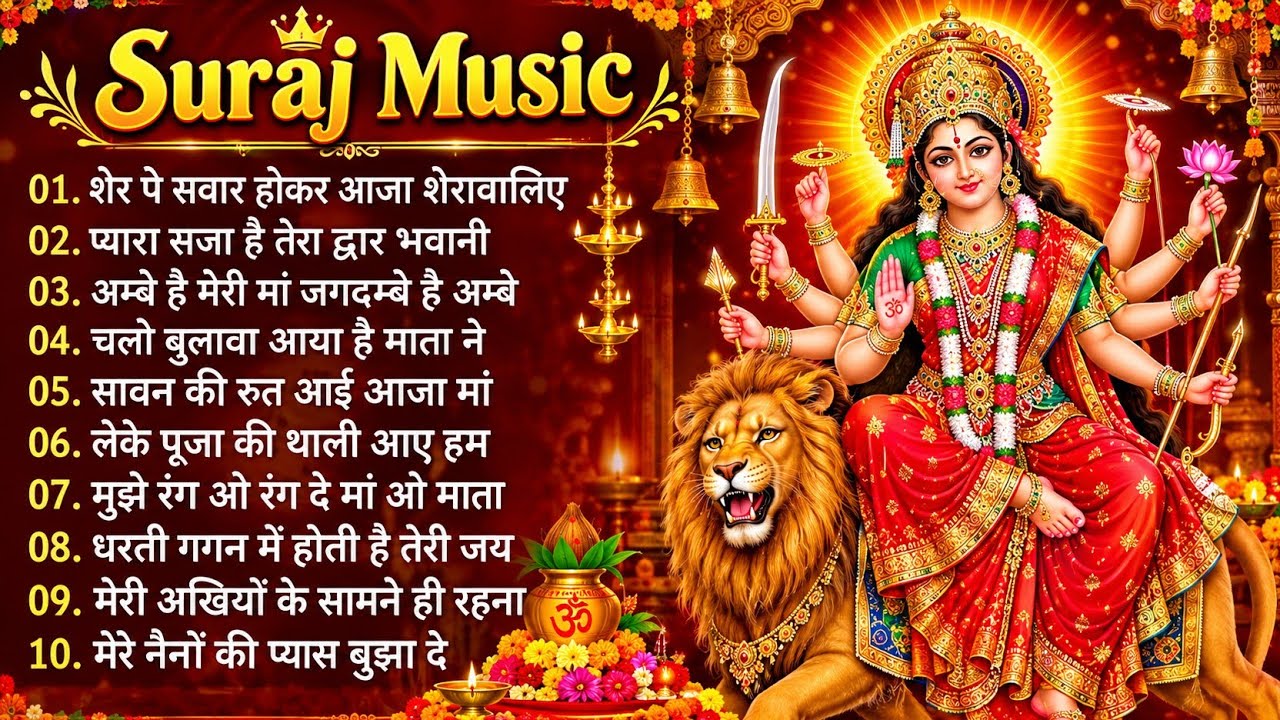 Suraj Music
01. शेर पे सवार होकर आजा शेरावालिए
02. प्यारा सजा है तेरा द्वार भवानी
03. अम्बे है मेरी मां जगदम्बे है अम्बे
04. चलो बुलावा आया है माता ने
05. सावन की रुत आई आजा मां
06. लेके पूजा की थाली आए हम
07. मुझे रंग ओ रंग दे मां ओ माता
08. धरती गगन में होती है तेरी जय
09. मेरी अखियों के सामने ही रहना
10. मेरे नैनों की प्यास बुझा दे
ॐ
ॐ